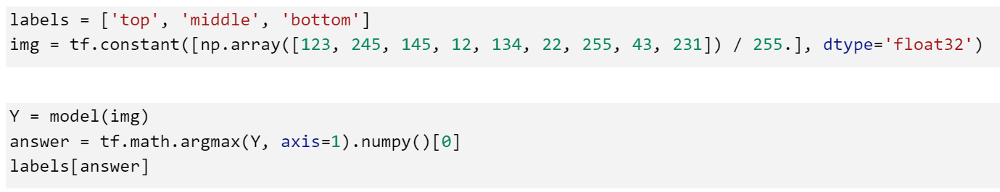 labels = ['top', 'middle', 'bottom']
img = tf.constant([np.array([123, 245, 145, 12, 134, 22, 255, 43, 231]) / 255.], dtype='float32')
Y = model(img)
answer = tf.math.argmax(Y, axis=1).numpy()[0]
labels[answer]